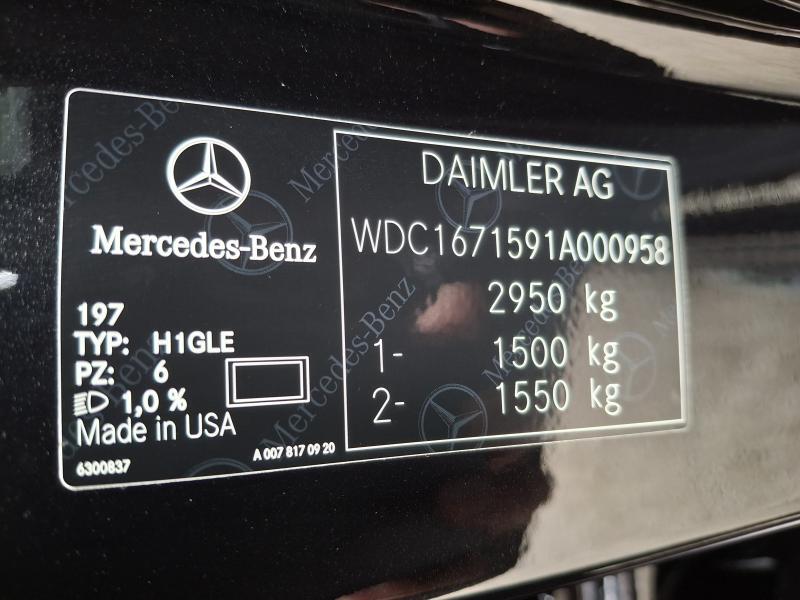 Mercedes-Benz
197
TYP: H1GLE
PZ: 6
1,0 %
Made in USA
6300837
A 007 817 09 20
DAIMLER AG
WDC1671591A000958
2950 kg
1- 1500 kg
2- 1550 kg